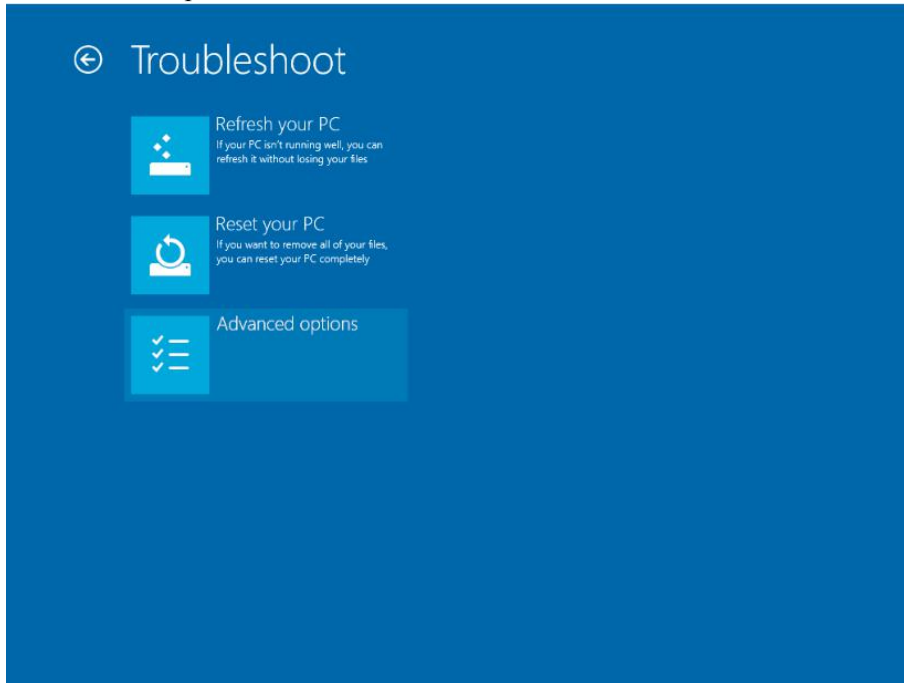 Troubleshoot
Refresh your PC
If your PC isn't running well, you can
refresh it without losing your files
Reset your PC
If you want to remove all of your files,
you can reset your PC completely
Advanced options